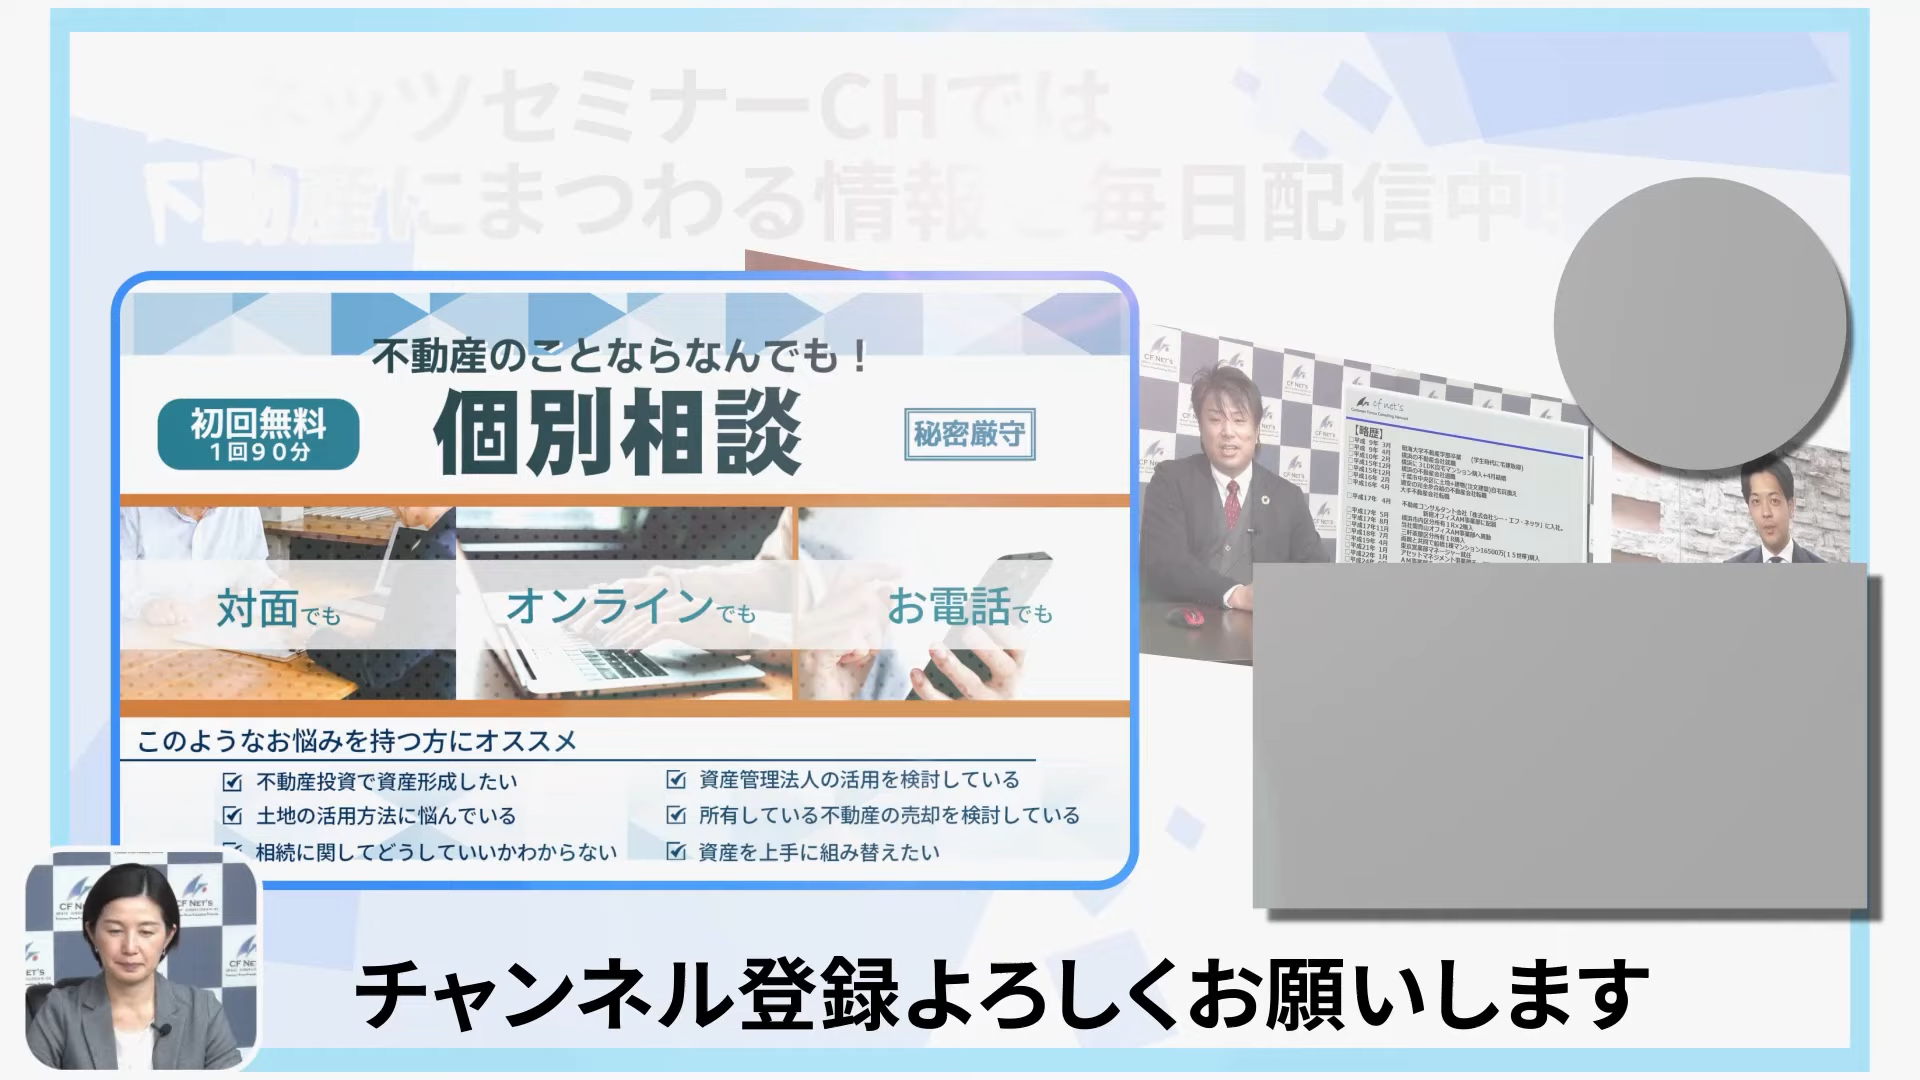 ネッツセミナーCHでは
不動産にまつわる情報を毎日配信中!!
不動産のことならなんでも！
初回無料
1回90分
個別相談
秘密厳守
対面でも
オンラインでも
お電話でも
このようなお悩みを持つ方にオススメ
不動産投資で資産形成したい
資産管理法人の活用を検討している
土地の活用方法に悩んでいる
所有している不動産の売却を検討している
相続に関してどうしていいかわからない
資産を上手に組み替えたい
cf net's
【略歴】
CF NET'S
チャンネル登録よろしくお願いします